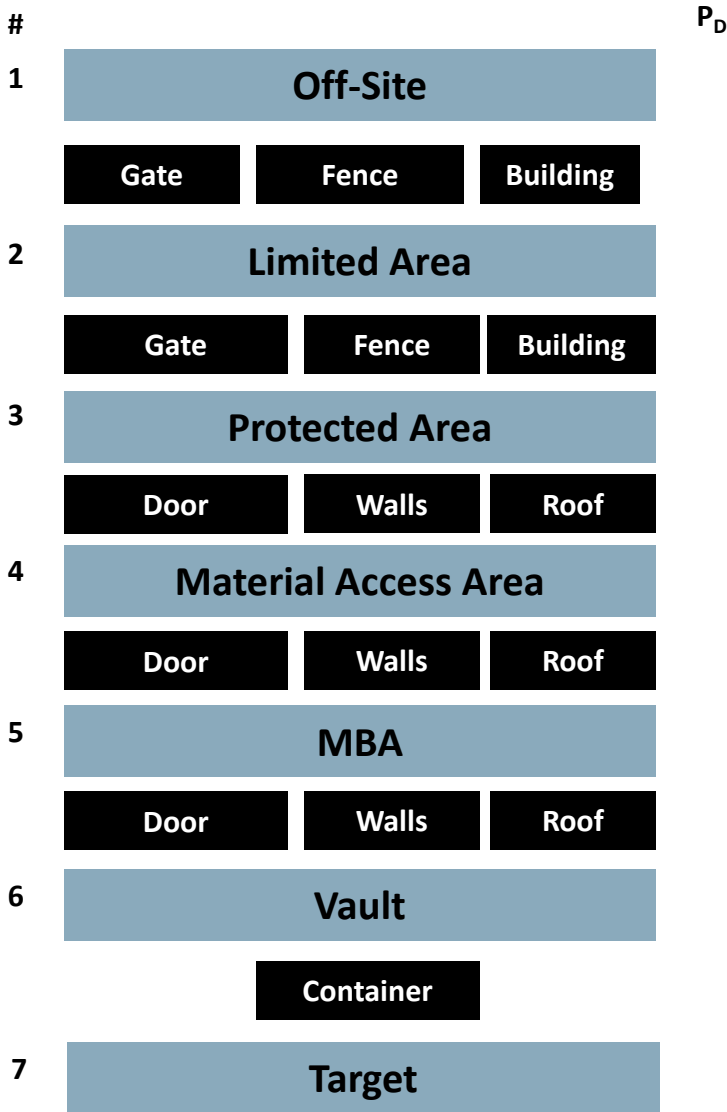 # P_D
1 Off-Site
Gate Fence Building
2 Limited Area
Gate Fence Building
3 Protected Area
Door Walls Roof
4 Material Access Area
Door Walls Roof
5 MBA
Door Walls Roof
6 Vault
Container
7 Target